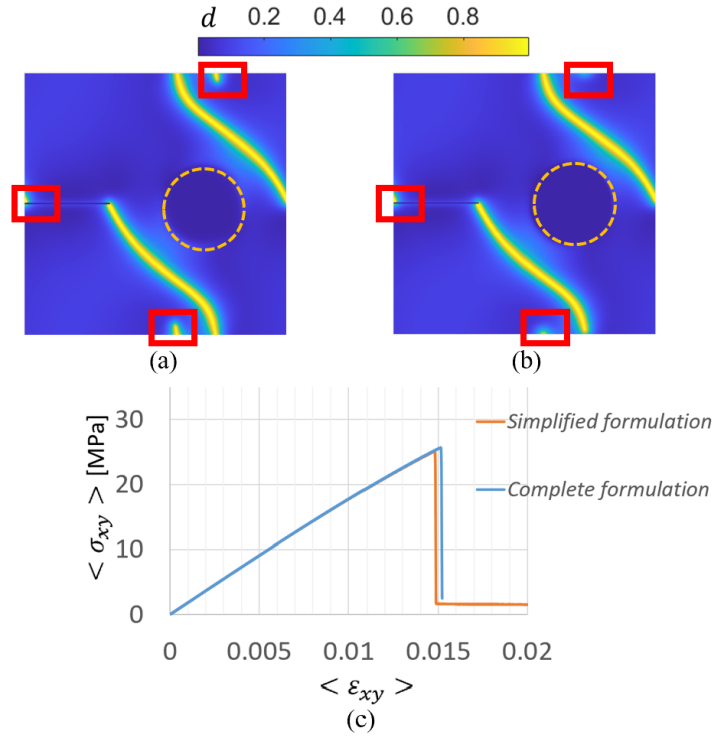 d 0.2 0.4 0.6 0.8
(a) (b)
30
20
10
0
< σxy > [MPa]
Simplified formulation
Complete formulation
0 0.005 0.01 0.015 0.02
< εxy >
(c)